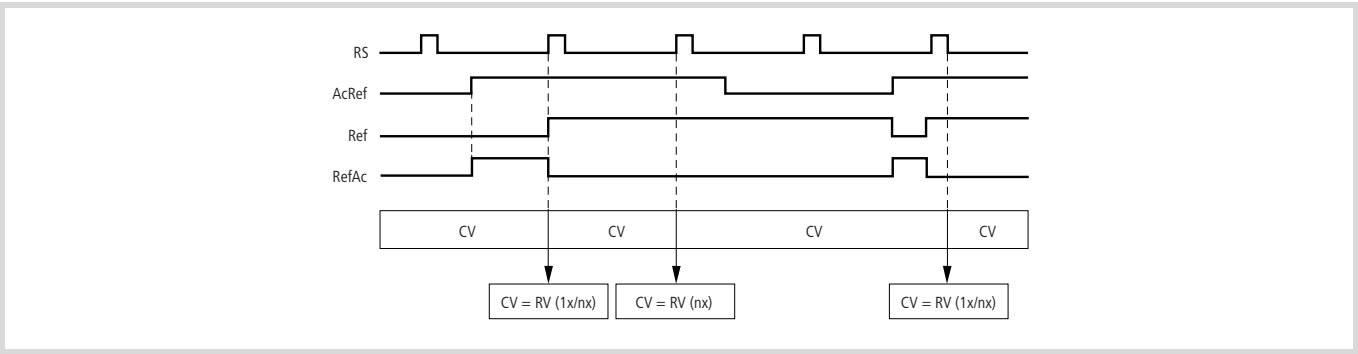 RS
AcRef
Ref
RefAc
CV CV CV CV
CV = RV (1x/nx) CV = RV (nx) CV = RV (1x/nx)